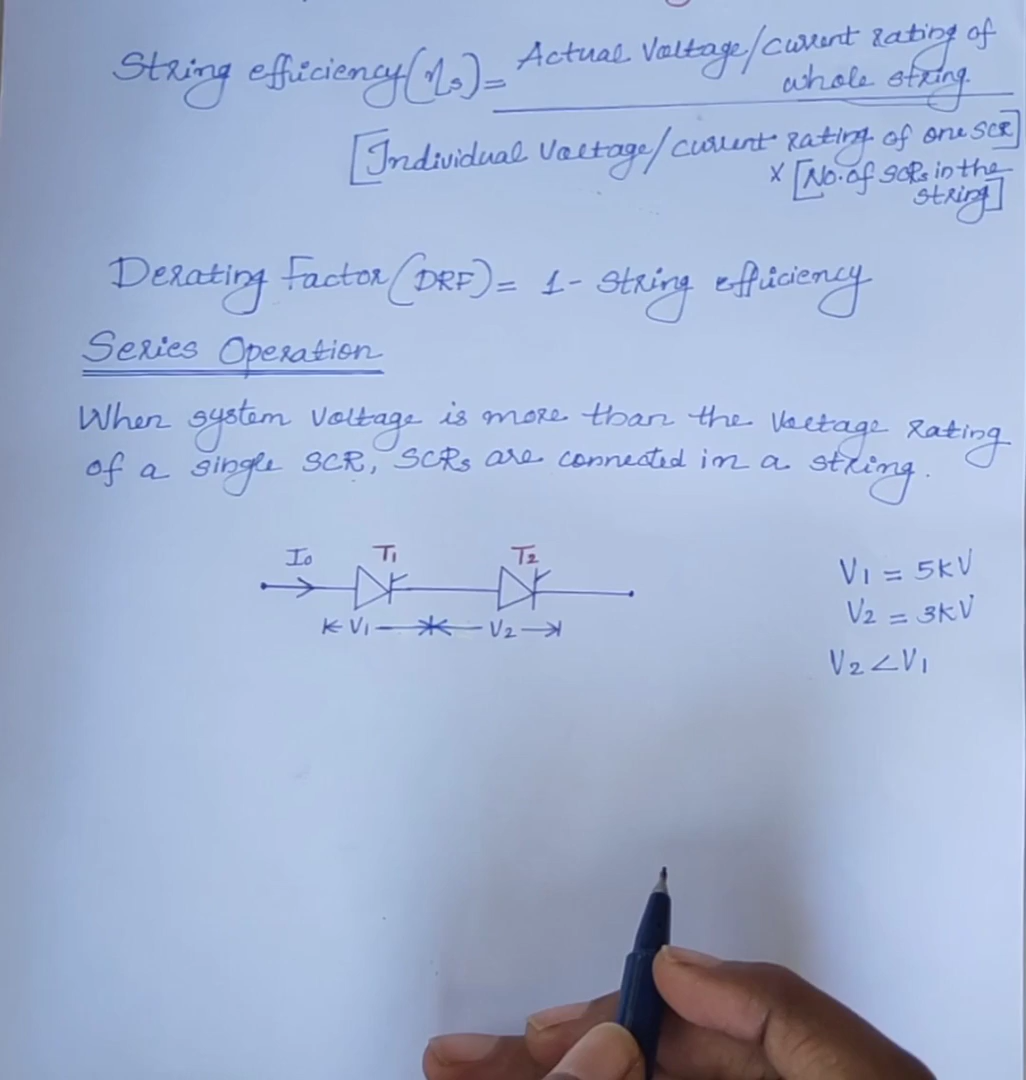 String efficiency (ηs) = Actual Voltage/current rating of
whole string
[Individual Voltage/current rating of one SCR]
x [No. of SCRs in the
string]
Derating Factor (DRF) = 1 - String efficiency
Series Operation
When system voltage is more than the voltage rating
of a single SCR, SCRs are connected in a string.
I0 T1 T2
V1 V2
V1 = 5kV
V2 = 3kV
V2 < V1